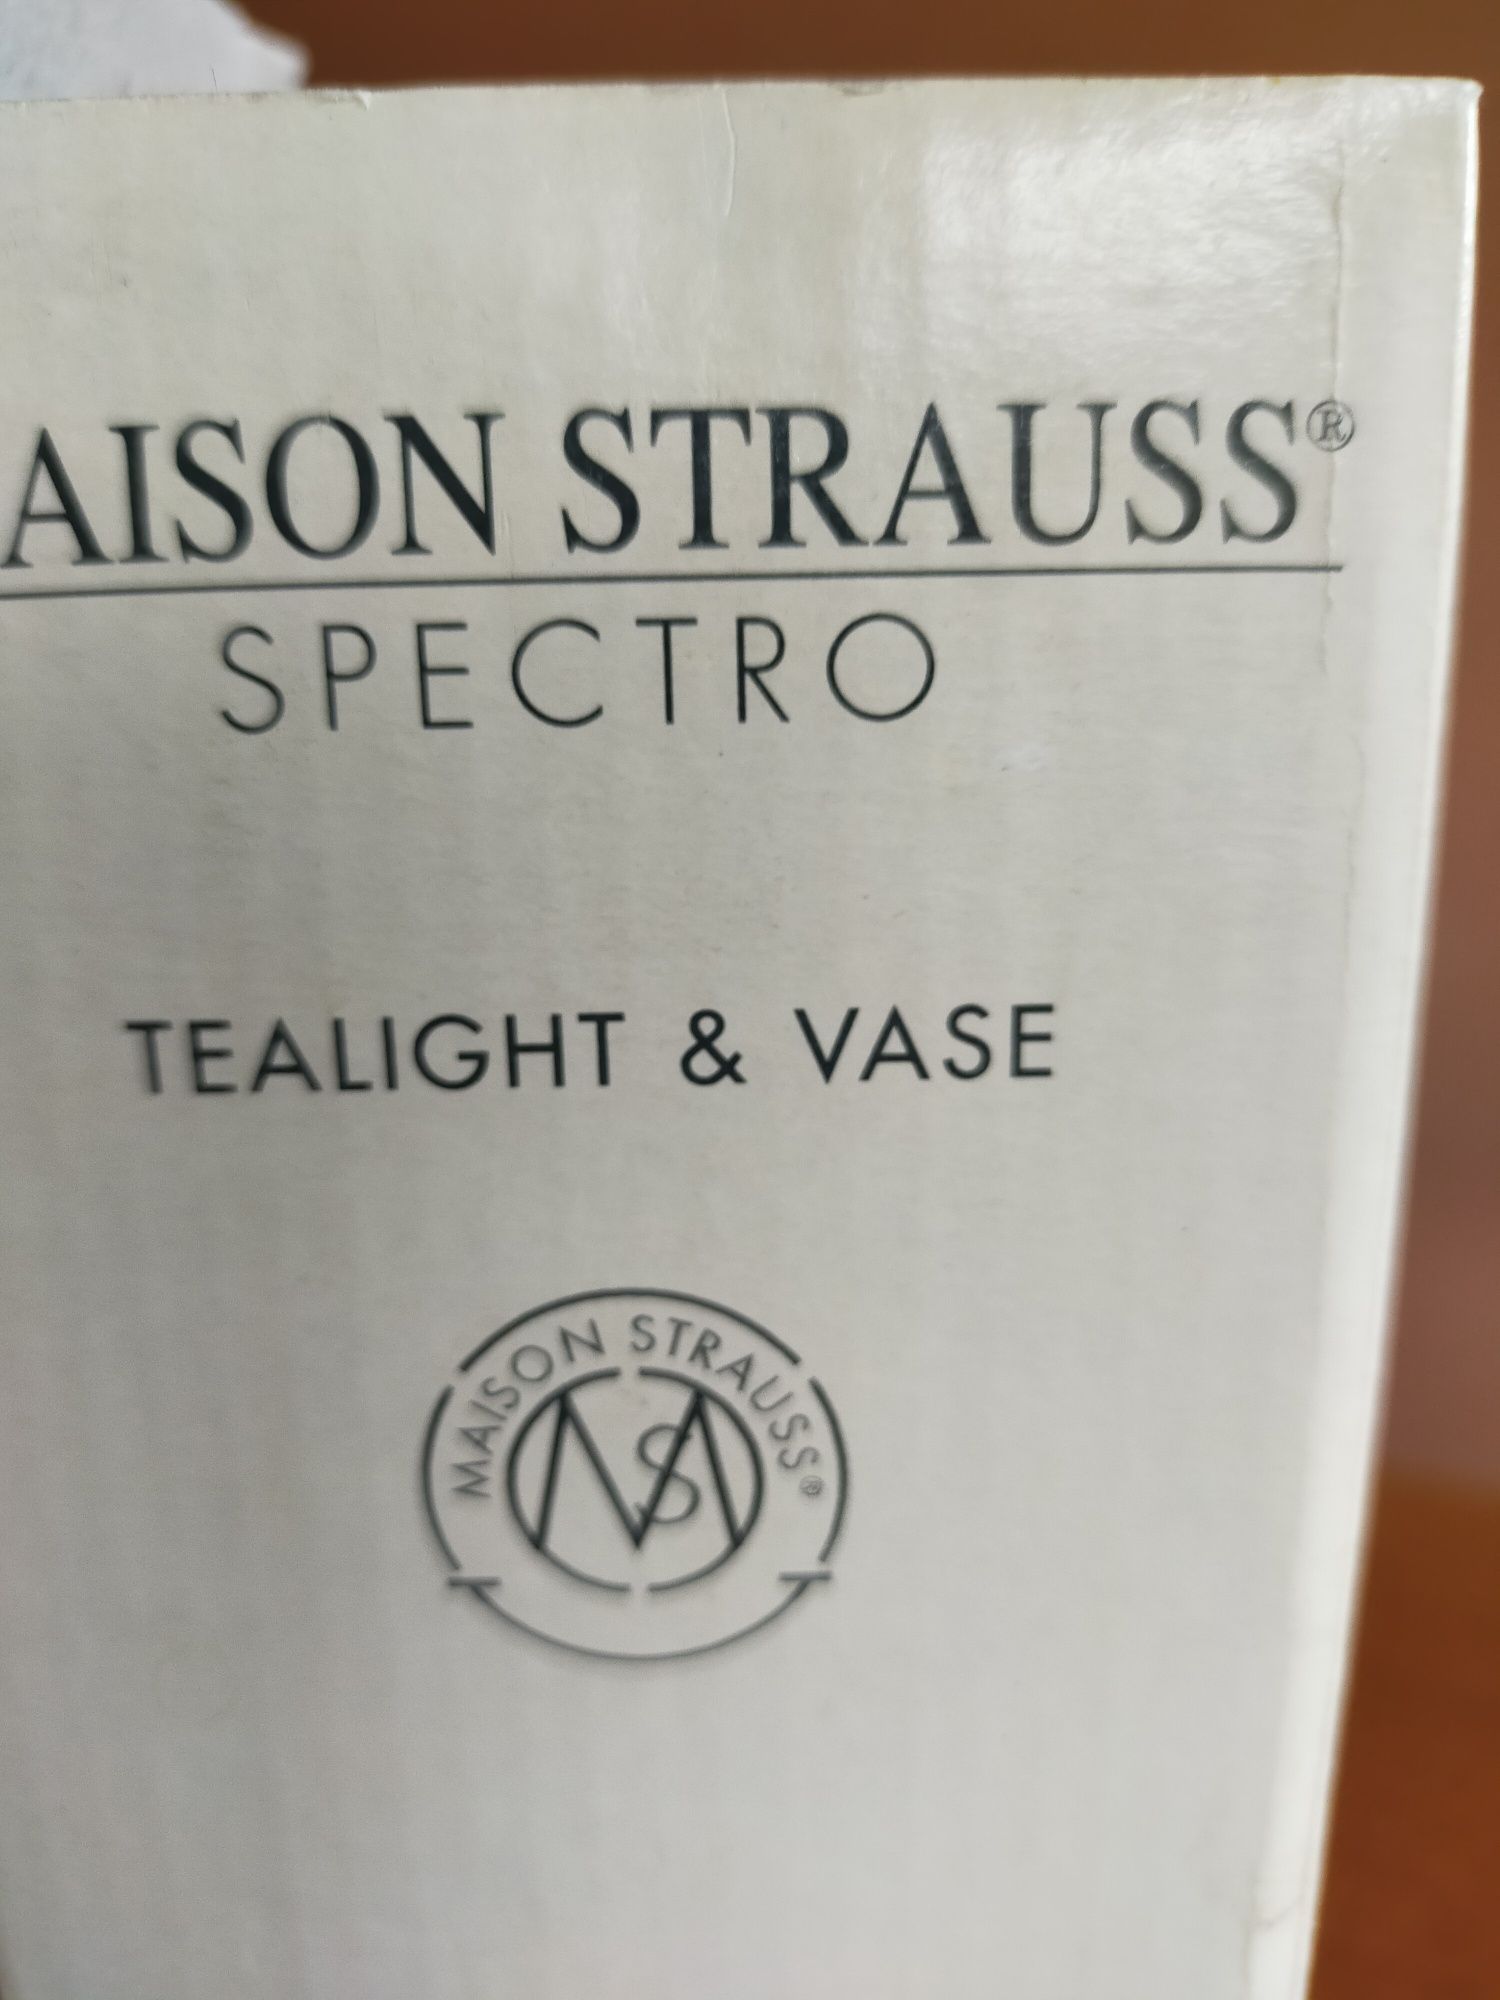 AISON STRAUSS®
SPECTRO
TEALIGHT & VASE
MAISON STRAUSS®
MS